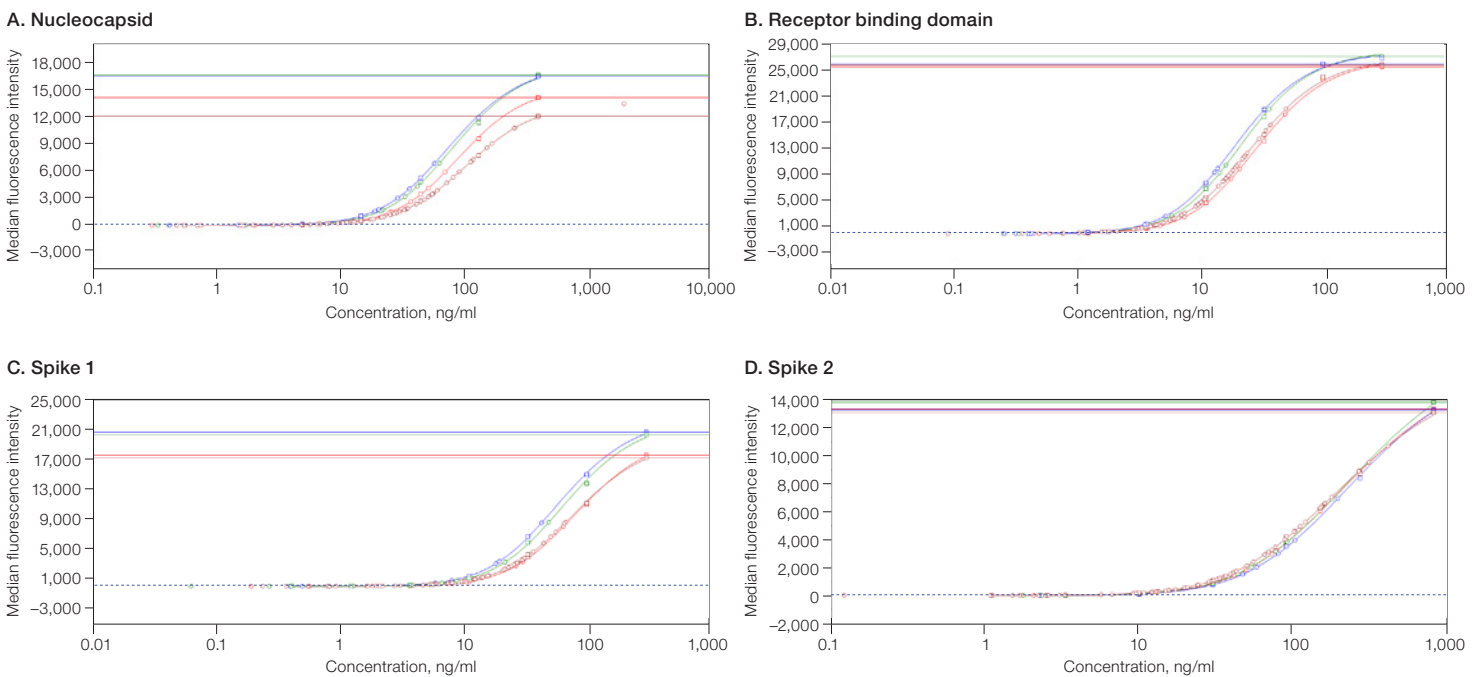 A. Nucleocapsid
Median fluorescence intensity
18,000
15,000
12,000
9,000
6,000
3,000
0
−3,000
0.1 1 10 100 1,000 10,000
Concentration, ng/ml
B. Receptor binding domain
Median fluorescence intensity
29,000
25,000
21,000
17,000
13,000
9,000
5,000
1,000
−3,000
0.01 0.1 1 10 100 1,000
Concentration, ng/ml
C. Spike 1
Median fluorescence intensity
25,000
21,000
17,000
13,000
9,000
5,000
1,000
−3,000
0.01 0.1 1 10 100 1,000
Concentration, ng/ml
D. Spike 2
Median fluorescence intensity
14,000
12,000
10,000
8,000
6,000
4,000
2,000
0
−2,000
0.1 1 10 100 1,000
Concentration, ng/ml